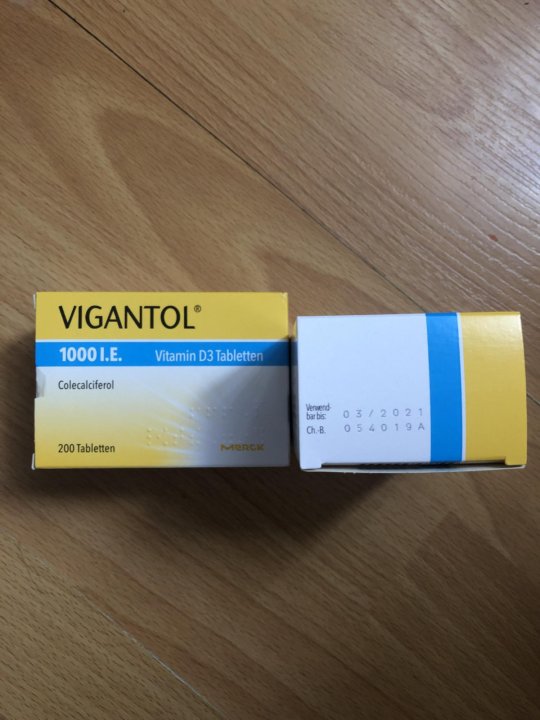 VIGANTOL®
1000 I.E. Vitamin D3 Tabletten
Colecalciferol
200 Tabletten MERCK
Verwend-
bar bis: 03/2021
Ch.-B. 054019A